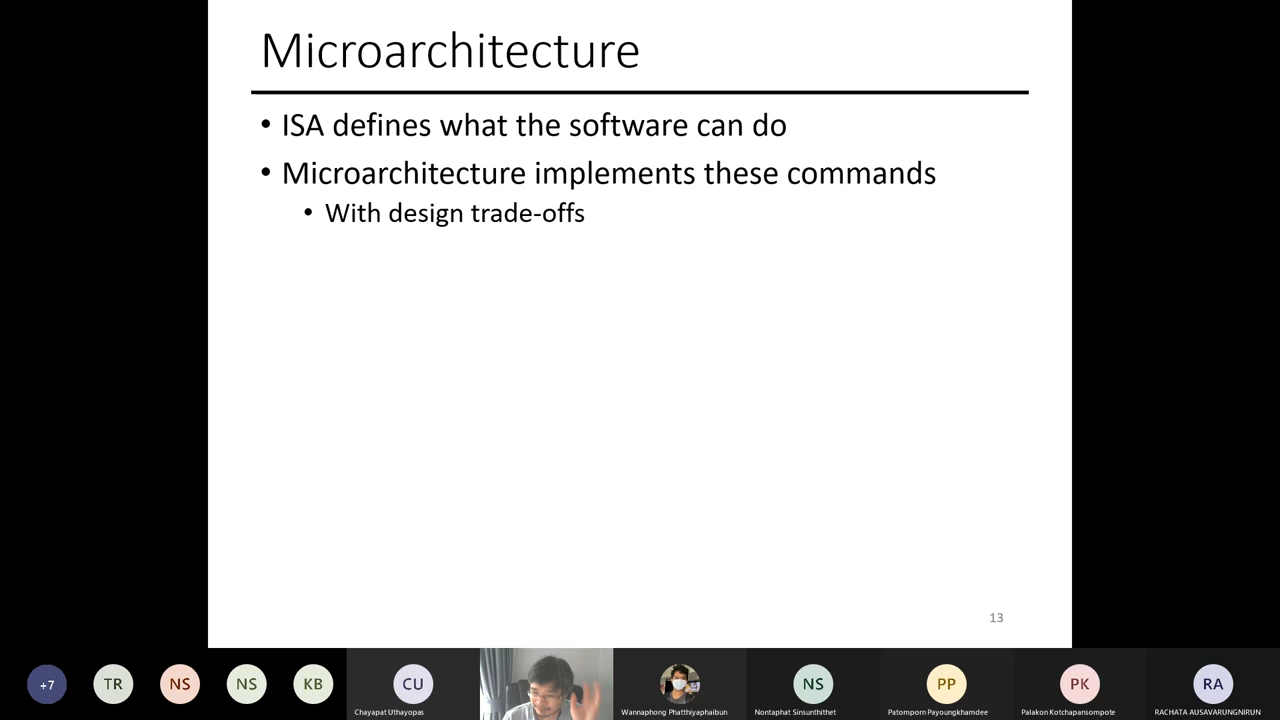 Microarchitecture
• ISA defines what the software can do
• Microarchitecture implements these commands
• With design trade-offs
13
+7
TR
NS
NS
KB
CU
NS
PP
PK
RA
Chayapat Uthayopas
Wannaphong Phatthiyaphaibun
Nontaphat Sinsunthithet
Patomporn Payoungkhamdee
Palakon Kotchapansompote
RACHATA AUSAVARUNGNIRUN